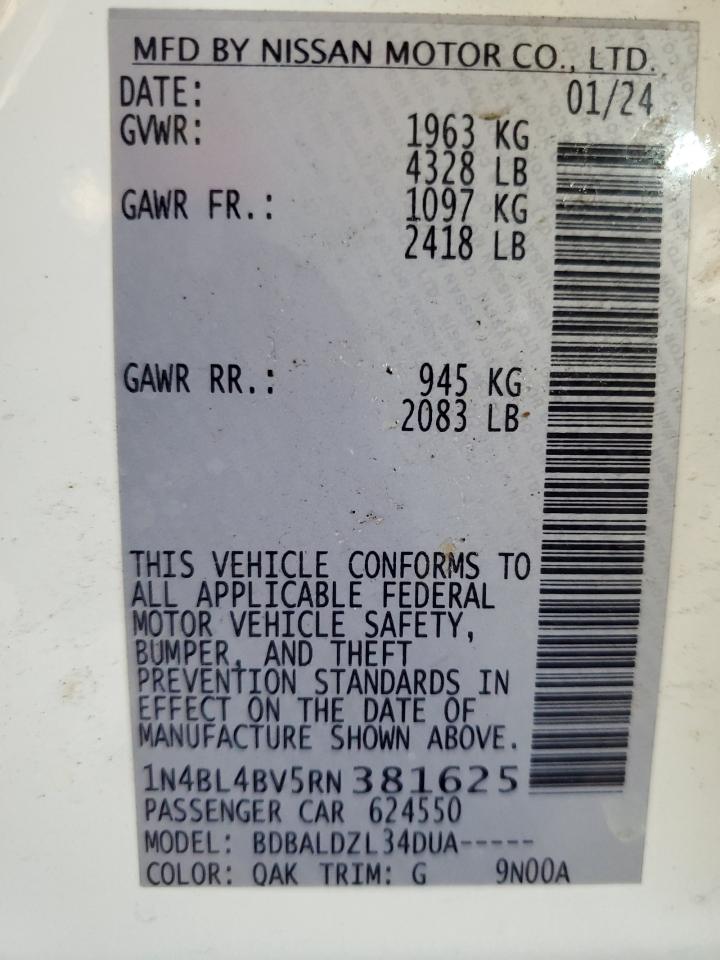 MFD BY NISSAN MOTOR CO., LTD.
DATE: 01/24
GVWR: 1963 KG
4328 LB
GAWR FR.: 1097 KG
2418 LB
GAWR RR.: 945 KG
2083 LB
THIS VEHICLE CONFORMS TO
ALL APPLICABLE FEDERAL
MOTOR VEHICLE SAFETY,
BUMPER, AND THEFT
PREVENTION STANDARDS IN
EFFECT ON THE DATE OF
MANUFACTURE SHOWN ABOVE.
1N4BL4BV5RN381625
PASSENGER CAR 624550
MODEL: BDBALDZL34DUA-----
COLOR: QAK TRIM: G 9N00A